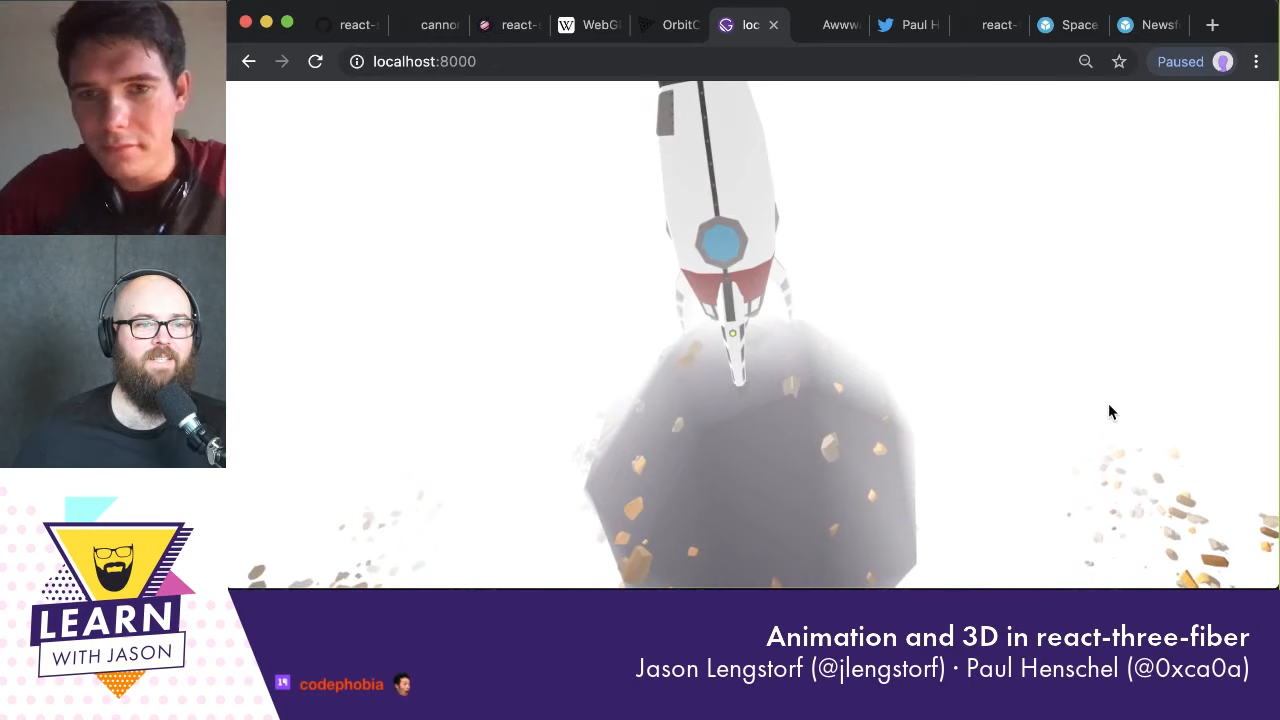 react-
cannon
react-
WebGl
OrbitC
loc
Awww
Paul H
react-
Space
Newsf
localhost:8000
Paused
LEARN
WITH JASON
codephobia
Animation and 3D in react-three-fiber
Jason Lengstorf (@jlengstorf) · Paul Henschel (@0xca0a)